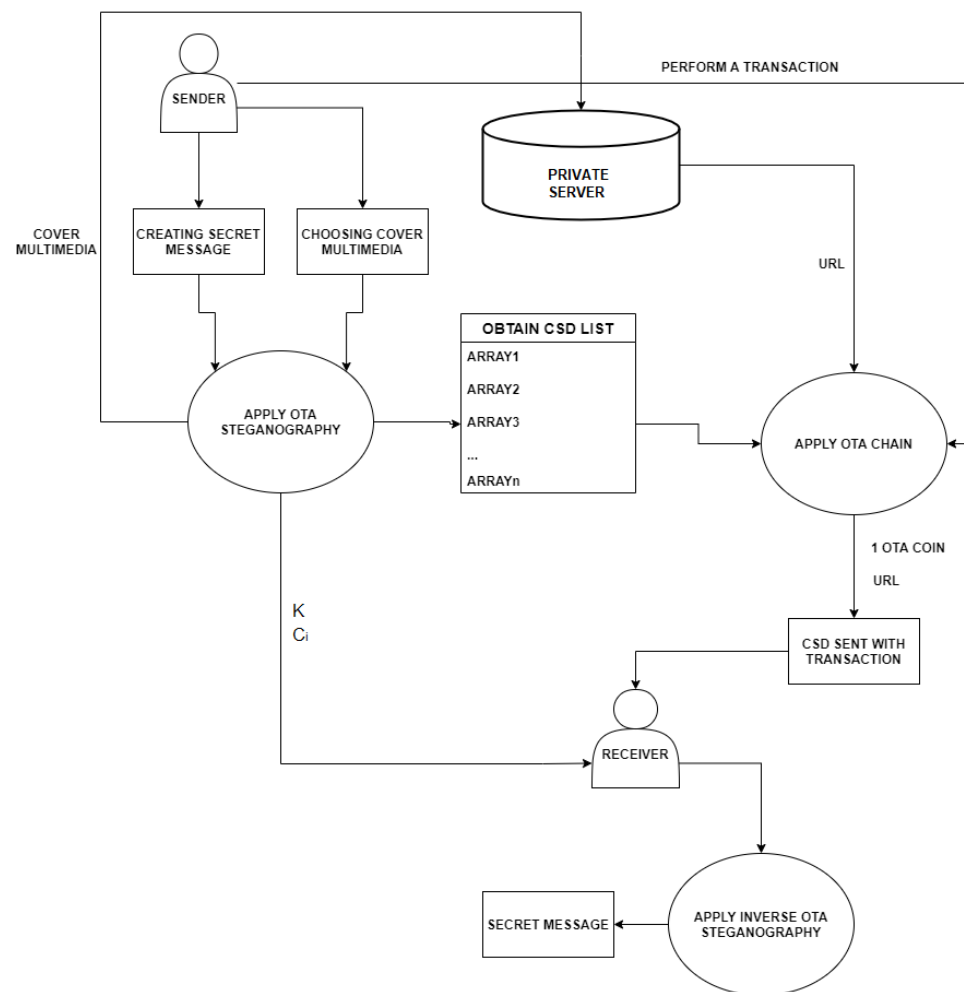 PERFORM A TRANSACTION
SENDER
PRIVATE
SERVER
COVER
MULTIMEDIA
CREATING SECRET
MESSAGE
CHOOSING COVER
MULTIMEDIA
URL
OBTAIN CSD LIST
ARRAY1
ARRAY2
ARRAY3
...
ARRAYn
APPLY OTA
STEGANOGRAPHY
APPLY OTA CHAIN
1 OTA COIN
URL
K
Ci
CSD SENT WITH
TRANSACTION
RECEIVER
APPLY INVERSE OTA
STEGANOGRAPHY
SECRET MESSAGE